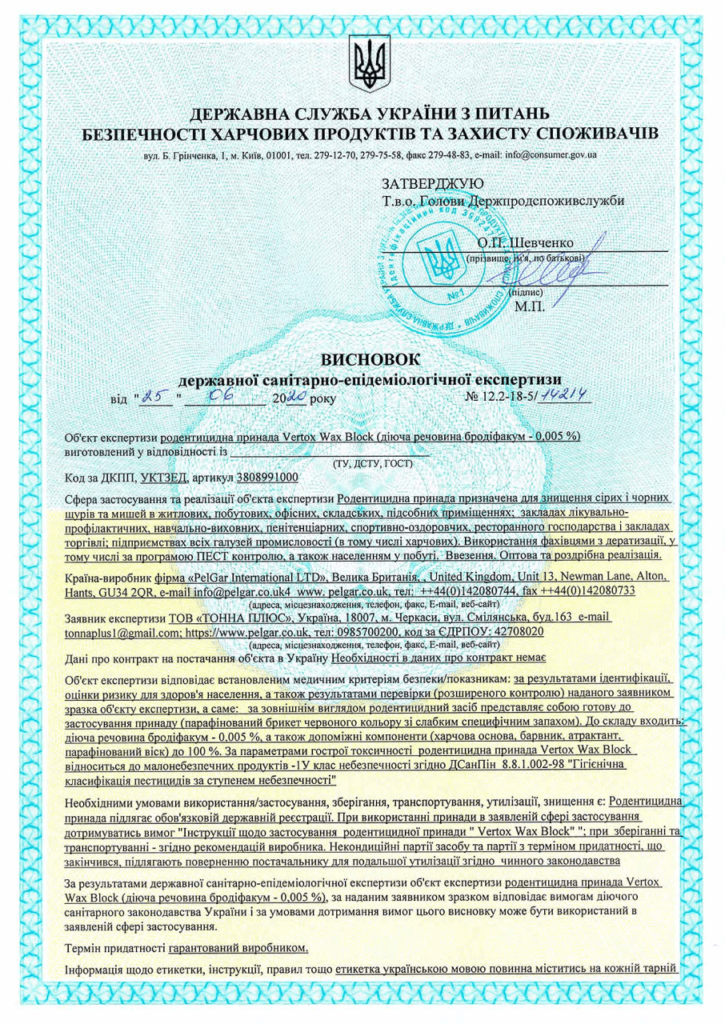 ДЕРЖАВНА СЛУЖБА УКРАЇНИ З ПИТАНЬ
БЕЗПЕЧНОСТІ ХАРЧОВИХ ПРОДУКТІВ ТА ЗАХИСТУ СПОЖИВАЧІВ
вул. Б. Грінченка, 1, м. Київ, 01001, тел. 279-12-70, 279-75-58, факс 279-48-83, e-mail: info@consumer.gov.ua
ЗАТВЕРДЖУЮ
Т.в.о. Голови Держпродспоживслужби
О.П. Шевченко
(прізвище, ім'я, по батькові)
№1
(підпис)
М.П.
ВИСНОВОК
державної санітарно-епідеміологічної експертизи
від "25" 06 2020 року № 12.2-18-5/14214
Об'єкт експертизи родентицидна принада Vertox Wax Block (діюча речовина бродіфакум - 0,005 %)
виготовлений у відповідності із
(ТУ, ДСТУ, ГОСТ)
Код за ДКПП, УКТЗЕД, артикул 3808991000
Сфера застосування та реалізації об'єкта експертизи Родентицидна принада призначена для знищення сірих і чорних
щурів та мишей в житлових, побутових, офісних, складських, підсобних приміщеннях; закладах лікувально-
профілактичних, навчально-виховних, пенітенціарних, спортивно-оздоровчих, ресторанного господарства і закладах
торгівлі; підприємствах всіх галузей промисловості (в тому числі харчових). Використання фахівцями з дератизації, у
тому числі за програмою ПЕСТ контролю, а також населенням у побуті. Ввезення. Оптова та роздрібна реалізація.
Країна-виробник фірма «PelGar International LTD», Велика Британія, , United Kingdom, Unit 13, Newman Lane, Alton,
Hants, GU34 2QR, e-mail info@pelgar.co.uk4 www. pelgar.co.uk, тел: ++44(0)142080744, fax ++44(0)142080733
(адреса, місцезнаходження, телефон, факс, E-mail, веб-сайт)
Заявник експертизи ТОВ «ТОННА ПЛЮС», Україна, 18007, м. Черкаси, вул. Смілянська, буд.163 e-mail
tonnaplus1@gmail.com; https://www.pelgar.co.uk, тел: 0985700200, код за ЄДРПОУ: 42708020
(адреса, місцезнаходження, телефон, факс, E-mail, веб-сайт)
Дані про контракт на постачання об'єкта в Україну Необхідності в даних про контракт немає
Об'єкт експертизи відповідає встановленим медичним критеріям безпеки/показникам: за результатами ідентифікації,
оцінки ризику для здоров'я населення, а також результатами перевірки (розширеного контролю) наданого заявником
зразка об'єкту експертизи, а саме: за зовнішнім виглядом родентицидний засіб представляє собою готову до
застосування принаду (парафінований брикет червоного кольору зі слабким специфічним запахом). До складу входить:
діюча речовина бродіфакум - 0,005 %, а також допоміжні компоненти (харчова основа, барвник, атрактант,
парафінований віск) до 100 %. За параметрами гострої токсичності родентицидна принада Vertox Wax Block
відноситься до малонебезпечних продуктів -1У клас небезпечності згідно ДСанПін 8.8.1.002-98 "Гігієнічна
класифікація пестицидів за ступенем небезпечності"
Необхідними умовами використання/застосування, зберігання, транспортування, утилізації, знищення є: Родентицидна
принада підлягає обов'язковій державній реєстрації. При використанні принади в заявленій сфері застосування
дотримуватись вимог "Інструкції щодо застосування родентицидної принади " Vertox Wax Block" "; при зберіганні та
транспортуванні - згідно рекомендацій виробника. Некондиційні партії засобу та партії з терміном придатності, що
закінчився, підлягають поверненню постачальнику для подальшої утилізації згідно чинного законодавства
За результатами державної санітарно-епідеміологічної експертизи об'єкт експертизи родентицидна принада Vertox
Wax Block (діюча речовина бродіфакум - 0,005 %), за наданим заявником зразком відповідає вимогам діючого
санітарного законодавства України і за умовами дотримання вимог цього висновку може бути використаний в
заявленій сфері застосування.
Термін придатності гарантований виробником.
Інформація щодо етикетки, інструкції, правил тощо етикетка українською мовою повинна міститись на кожній тарній